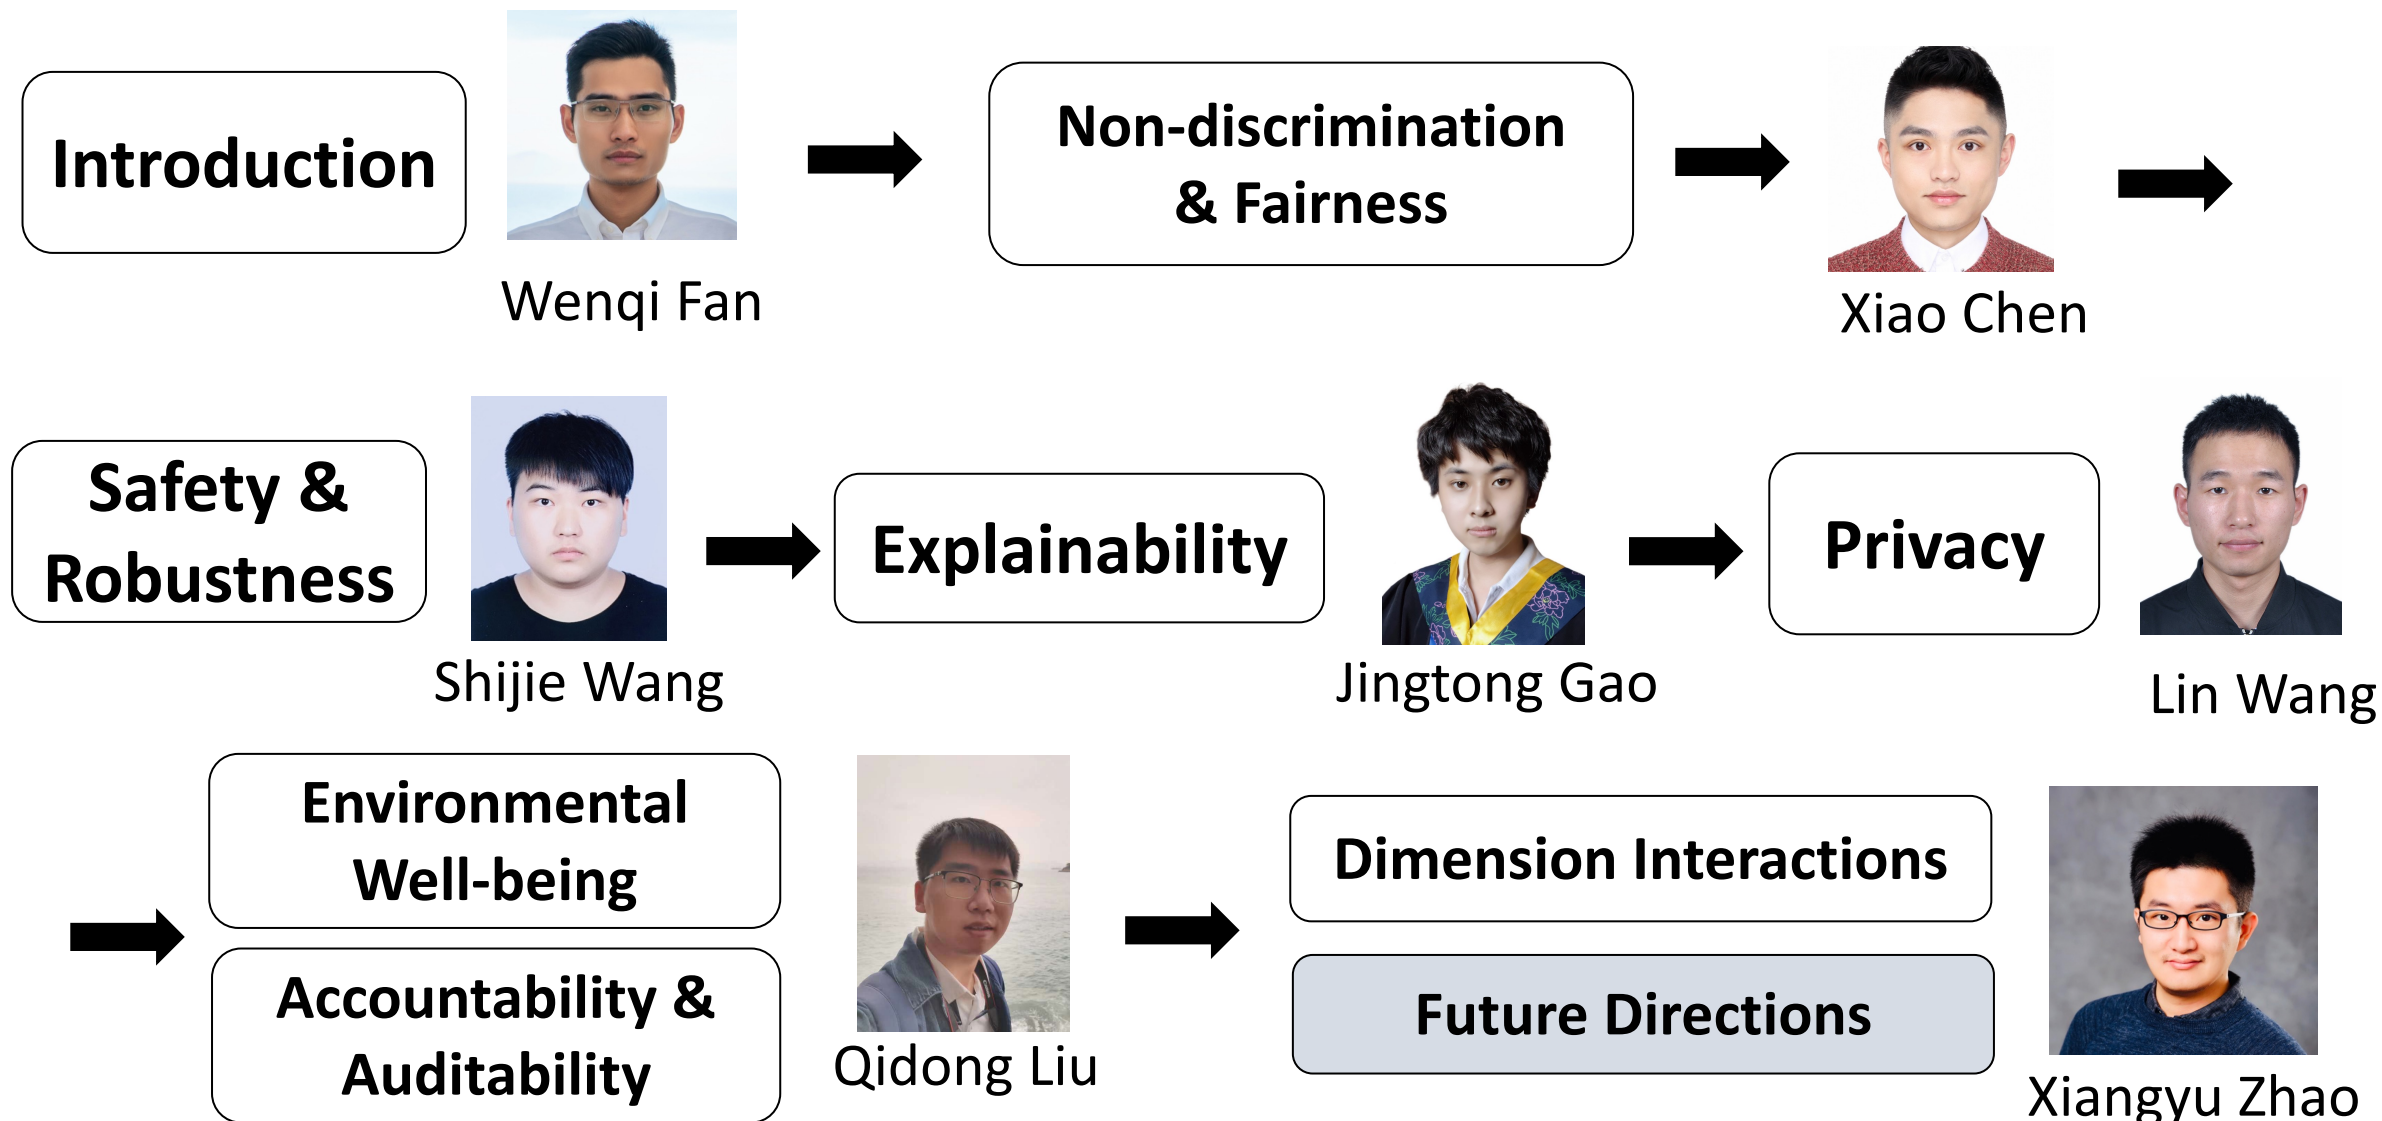 Introduction
Wenqi Fan
Non-discrimination
& Fairness
Xiao Chen
Safety &
Robustness
Shijie Wang
Explainability
Jingtong Gao
Privacy
Lin Wang
Environmental
Well-being
Accountability &
Auditability
Qidong Liu
Dimension Interactions
Future Directions
Xiangyu Zhao